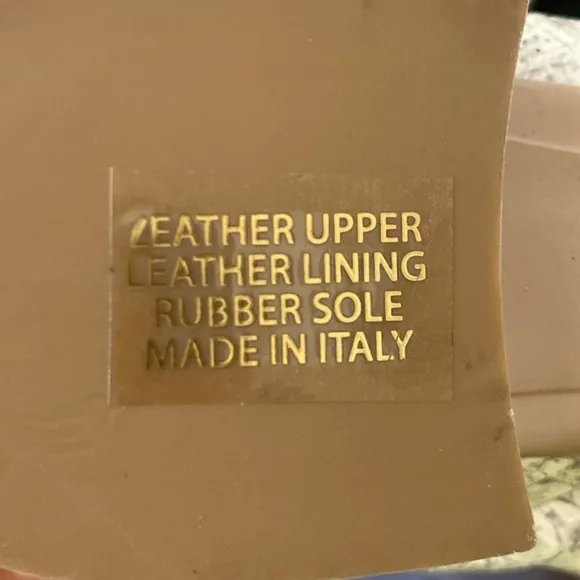 LEATHER UPPER
LEATHER LINING
RUBBER SOLE
MADE IN ITALY